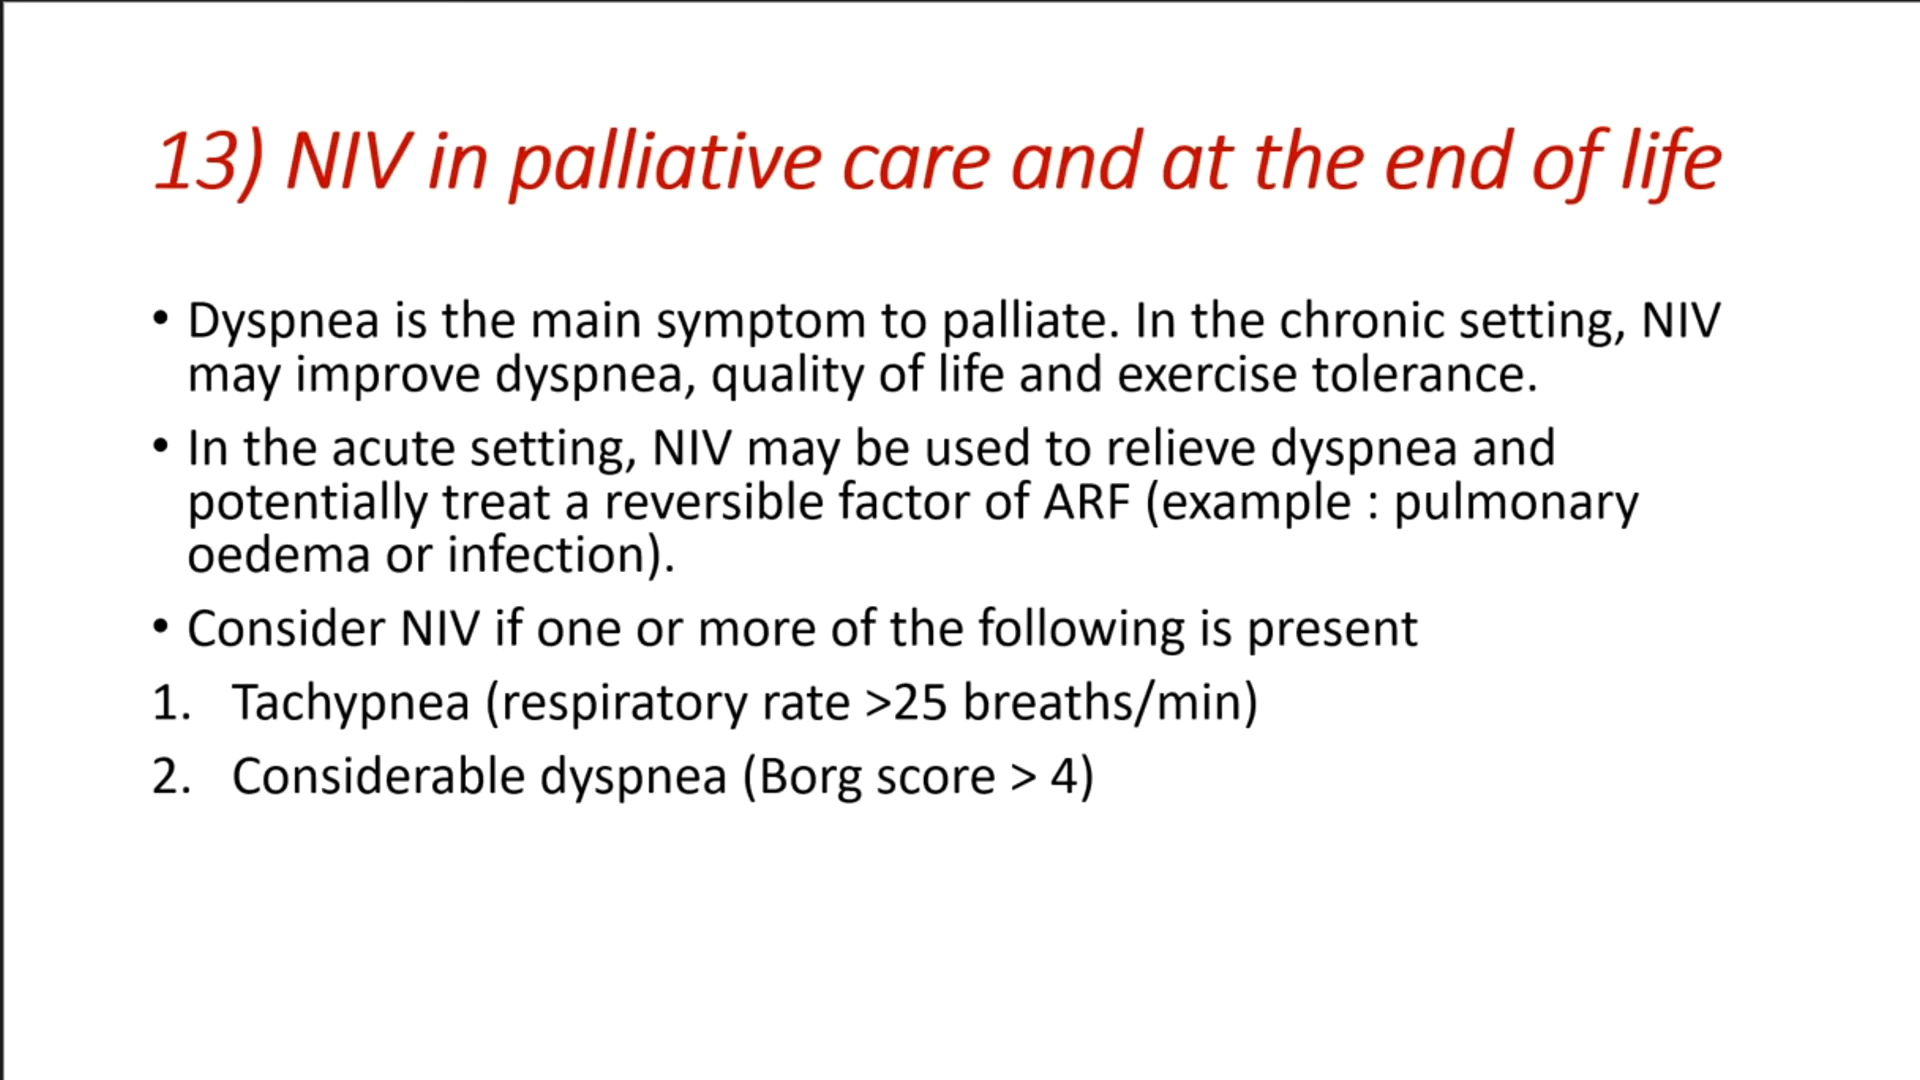 13) NIV in palliative care and at the end of life
• Dyspnea is the main symptom to palliate. In the chronic setting, NIV
may improve dyspnea, quality of life and exercise tolerance.
• In the acute setting, NIV may be used to relieve dyspnea and
potentially treat a reversible factor of ARF (example : pulmonary
oedema or infection).
• Consider NIV if one or more of the following is present
1. Tachypnea (respiratory rate >25 breaths/min)
2. Considerable dyspnea (Borg score > 4)